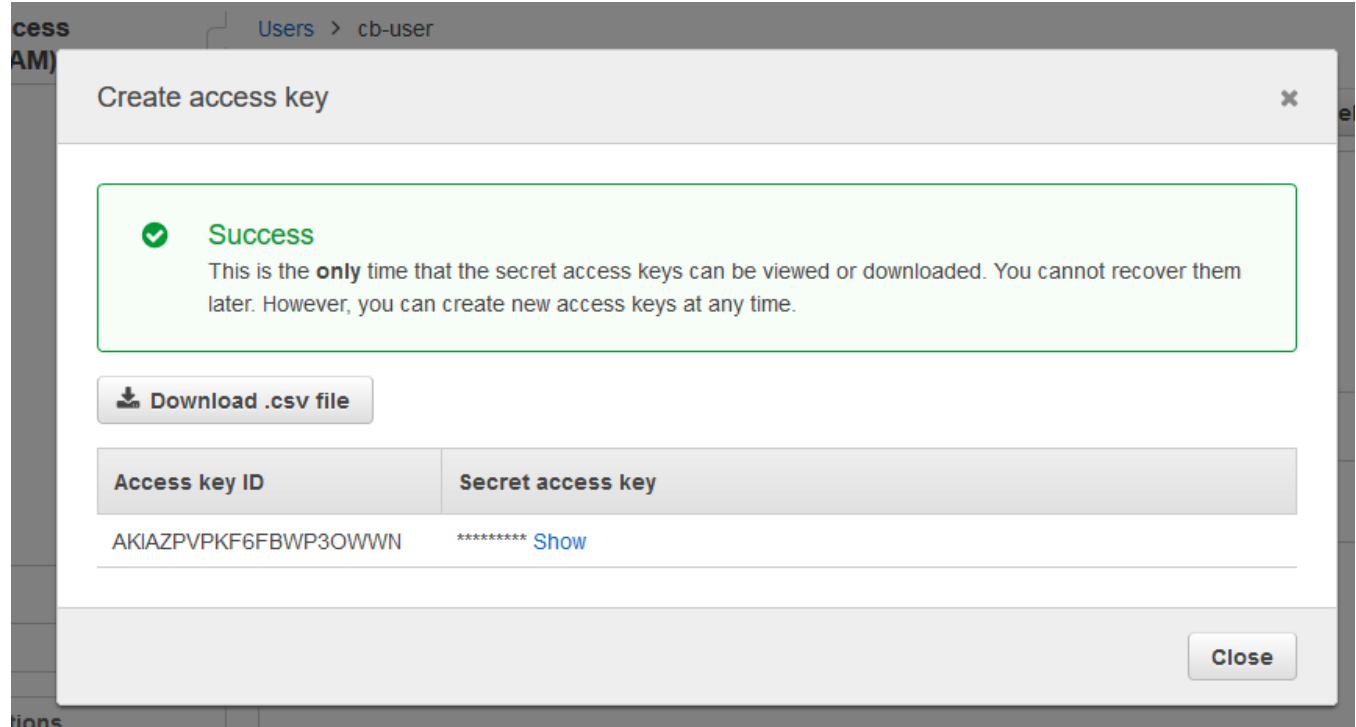 cess
AM)
Users > cb-user
Create access key
Success
This is the only time that the secret access keys can be viewed or downloaded. You cannot recover them
later. However, you can create new access keys at any time.
Download .csv file
Access key ID Secret access key
AKIAZPVPKF6FBWP3OWWN ********* Show
Close
tions